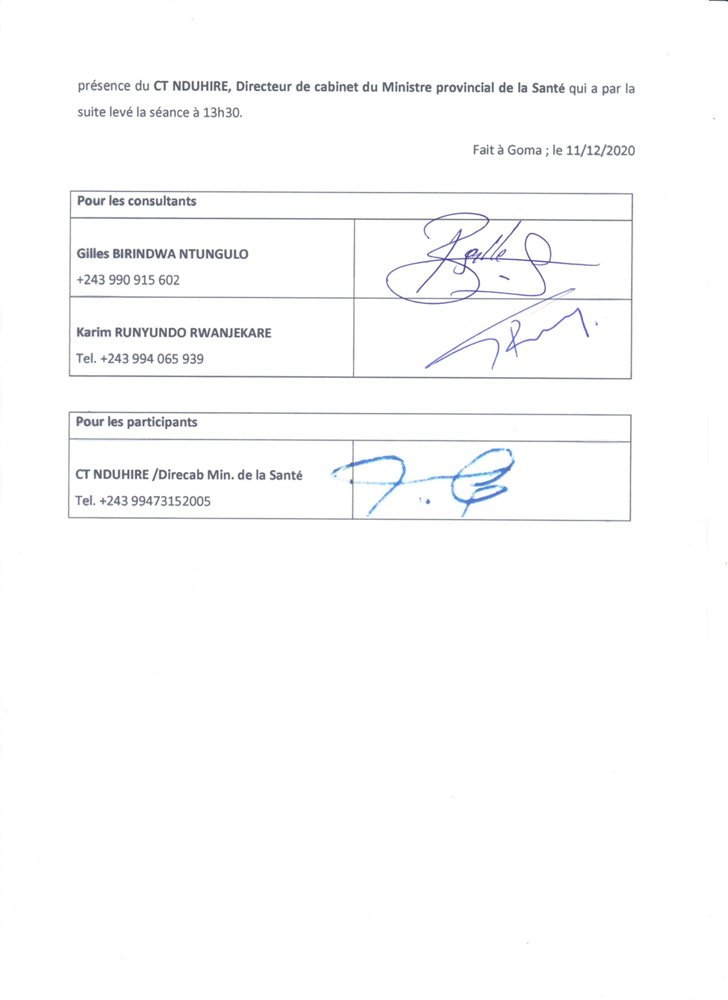 présence du CT NDUHIRE, Directeur de cabinet du Ministre provincial de la Santé qui a par la
suite levé la séance à 13h30.
Fait à Goma ; le 11/12/2020
Pour les consultants
Gilles BIRINDWA NTUNGULO
+243 990 915 602
Karim RUNYUNDO RWANJEKARE
Tel. +243 994 065 939
Pour les participants
CT NDUHIRE /Direcab Min. de la Santé
Tel. +243 99473152005